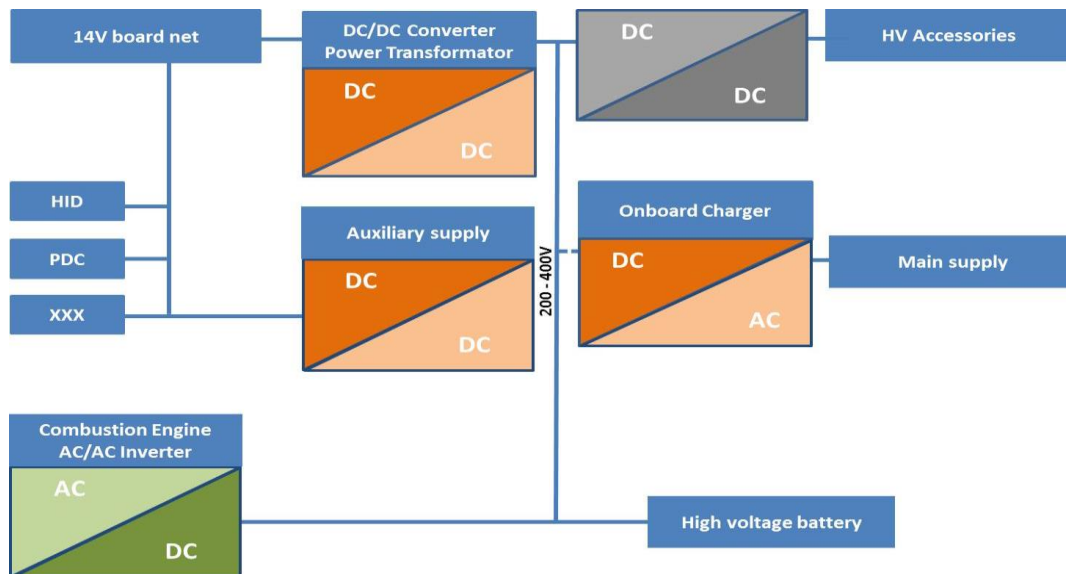 14V board net
DC/DC Converter
Power Transformator
DC
DC
DC
DC
HV Accessories
HID
PDC
XXX
Auxiliary supply
DC
DC
200 - 400V
Onboard Charger
DC
AC
Main supply
Combustion Engine
AC/AC Inverter
AC
DC
High voltage battery